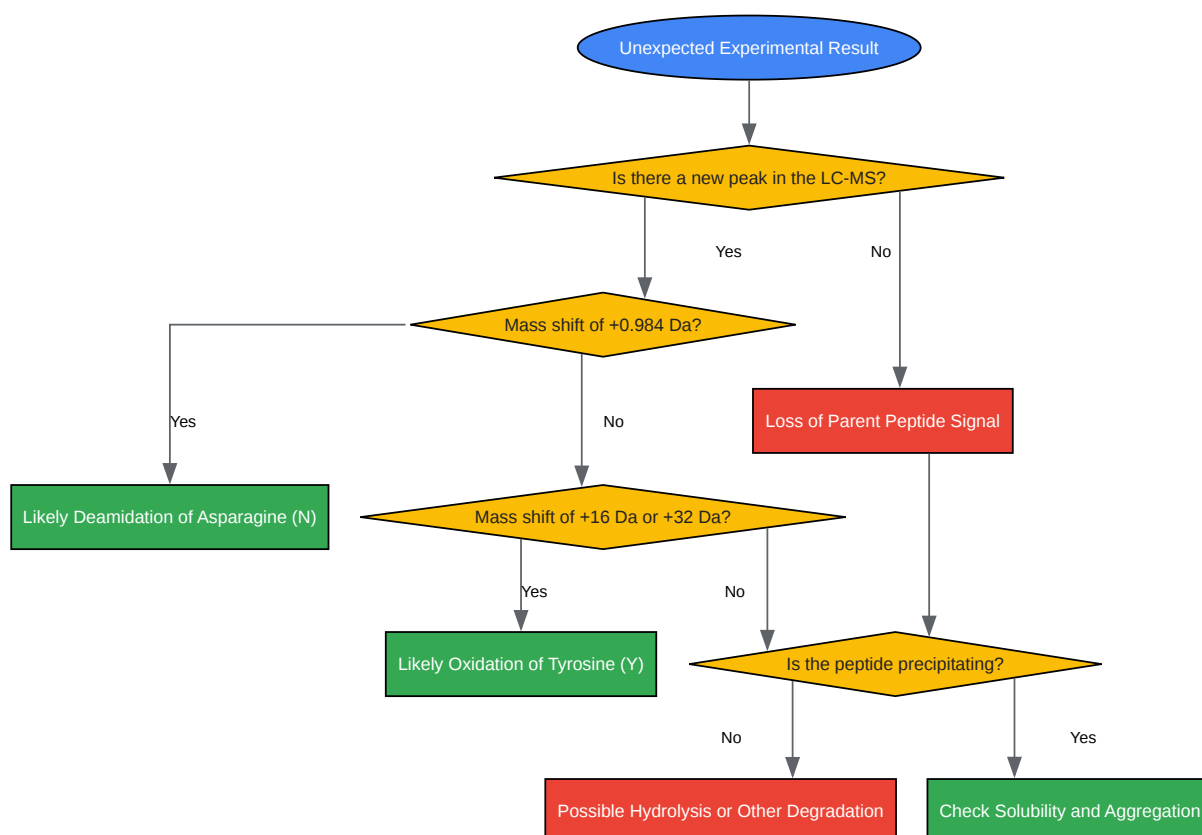 Unexpected Experimental Result
Is there a new peak in the LC-MS?
Yes
No
Mass shift of +0.984 Da?
Yes
No
Loss of Parent Peptide Signal
Likely Deamidation of Asparagine (N)
Mass shift of +16 Da or +32 Da?
Yes
No
Likely Oxidation of Tyrosine (Y)
Is the peptide precipitating?
No
Yes
Possible Hydrolysis or Other Degradation
Check Solubility and Aggregation